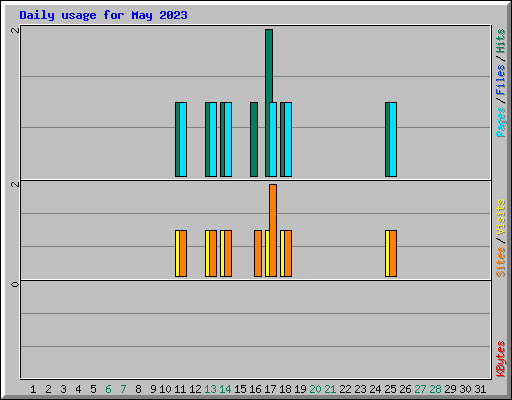 Daily usage for May 2023
2
2
0
Pages/Files/Hits
Sites/Visits
KBytes
1 2 3 4 5 6 7 8 9 10 11 12 13 14 15 16 17 18 19 20 21 22 23 24 25 26 27 28 29 30 31